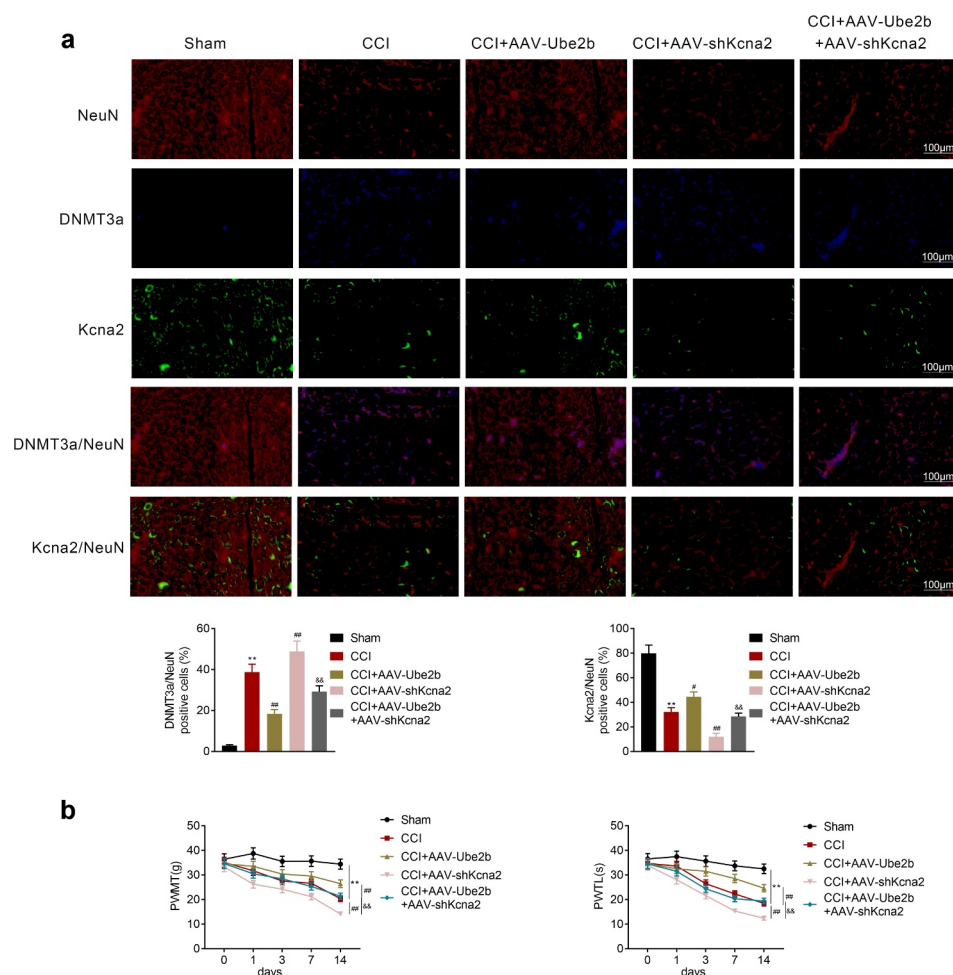 a
Sham
CCI
CCI+AAV-Ube2b
CCI+AAV-shKcna2
CCI+AAV-Ube2b
+AAV-shKcna2
NeuN
100μm
DNMT3a
100μm
Kcna2
100μm
DNMT3a/NeuN
100μm
Kcna2/NeuN
100μm
DNMT3a/NeuN
positive cells (%)
60
40
20
0
**
##
##
&&
Sham
CCI
CCI+AAV-Ube2b
CCI+AAV-shKcna2
CCI+AAV-Ube2b
+AAV-shKcna2
Kcna2/NeuN
positive cells (%)
100
80
60
40
20
0
**
#
##
&&
Sham
CCI
CCI+AAV-Ube2b
CCI+AAV-shKcna2
CCI+AAV-Ube2b
+AAV-shKcna2
b
PWMT(g)
50
40
30
20
10
0
0 1 3 7 14
days
** ##
## &&
Sham
CCI
CCI+AAV-Ube2b
CCI+AAV-shKcna2
CCI+AAV-Ube2b
+AAV-shKcna2
PWTL(s)
50
40
30
20
10
0
0 1 3 7 14
days
** ##
## &&
Sham
CCI
CCI+AAV-Ube2b
CCI+AAV-shKcna2
CCI+AAV-Ube2b
+AAV-shKcna2